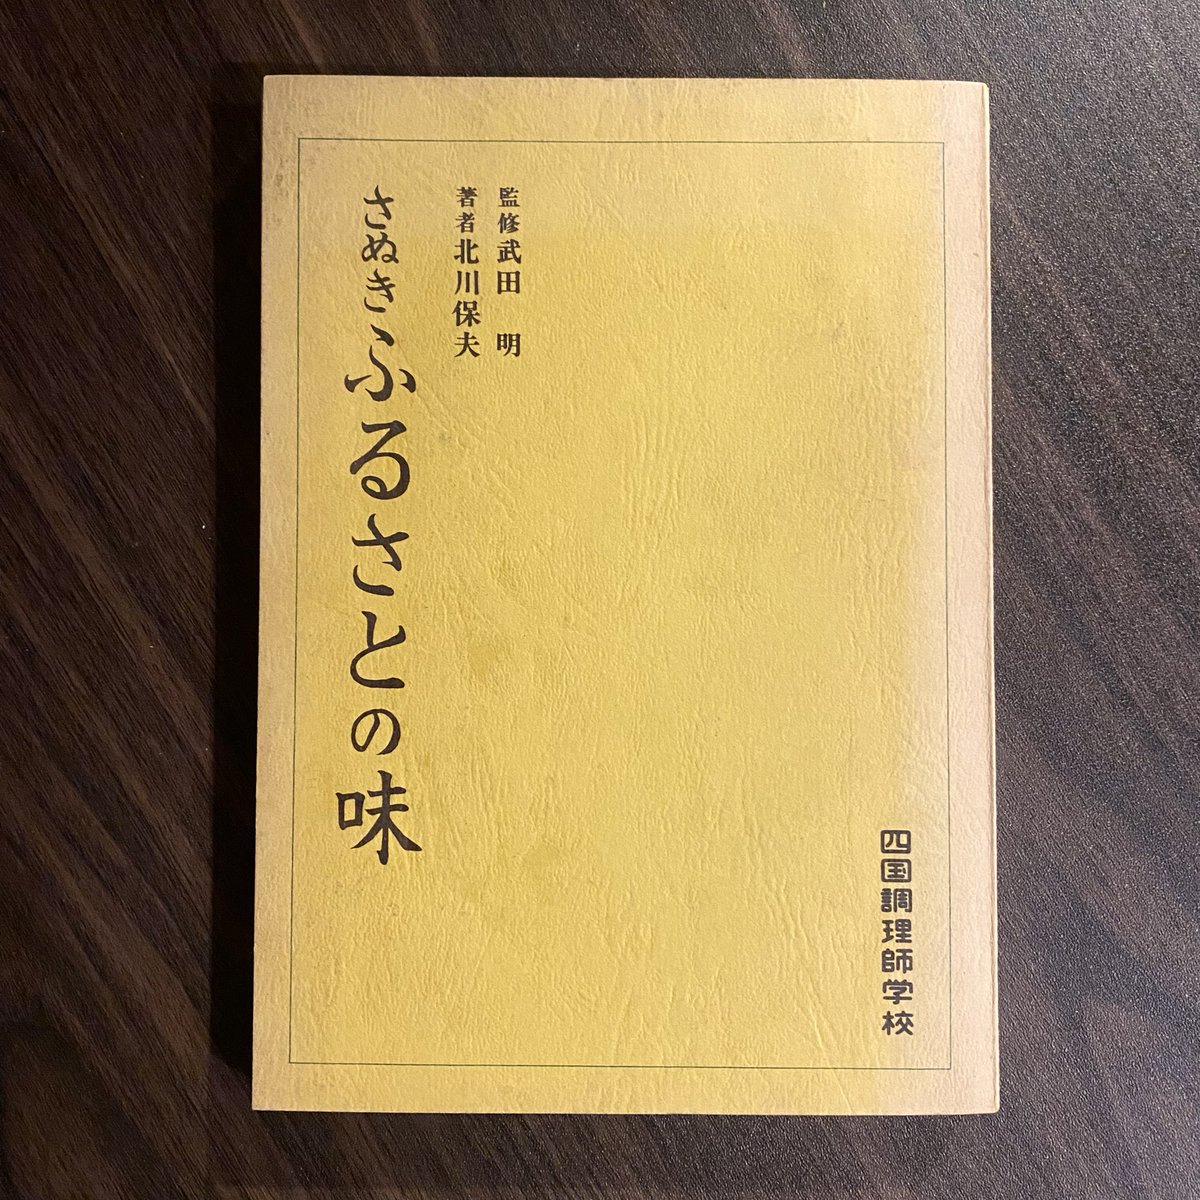 監修武田 明
著者北川保夫
さぬきふるさとの味
四国調理師学校